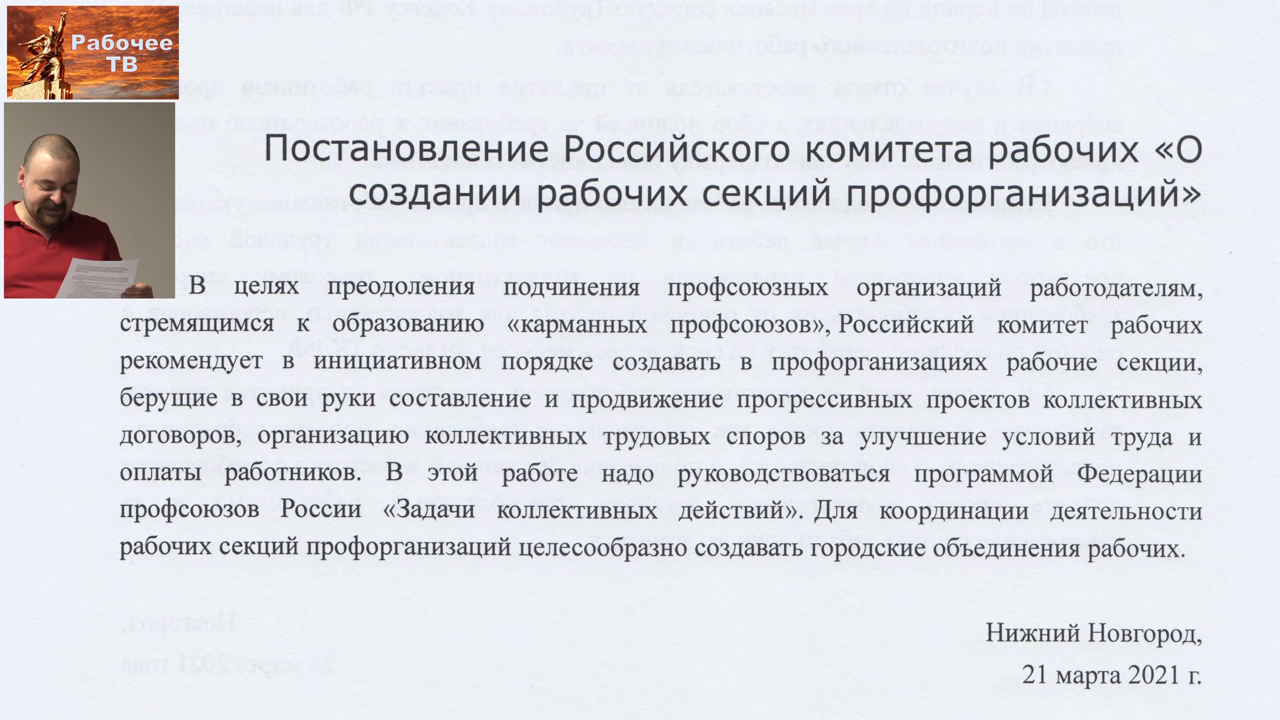 Рабочее
ТВ
Постановление Российского комитета рабочих «О
создании рабочих секций профорганизаций»
В целях преодоления подчинения профсоюзных организаций работодателям,
стремящимся к образованию «карманных профсоюзов», Российский комитет рабочих
рекомендует в инициативном порядке создавать в профорганизациях рабочие секции,
берущие в свои руки составление и продвижение прогрессивных проектов коллективных
договоров, организацию коллективных трудовых споров за улучшение условий труда и
оплаты работников. В этой работе надо руководствоваться программой Федерации
профсоюзов России «Задачи коллективных действий». Для координации деятельности
рабочих секций профорганизаций целесообразно создавать городские объединения рабочих.
Нижний Новгород,
21 марта 2021 г.